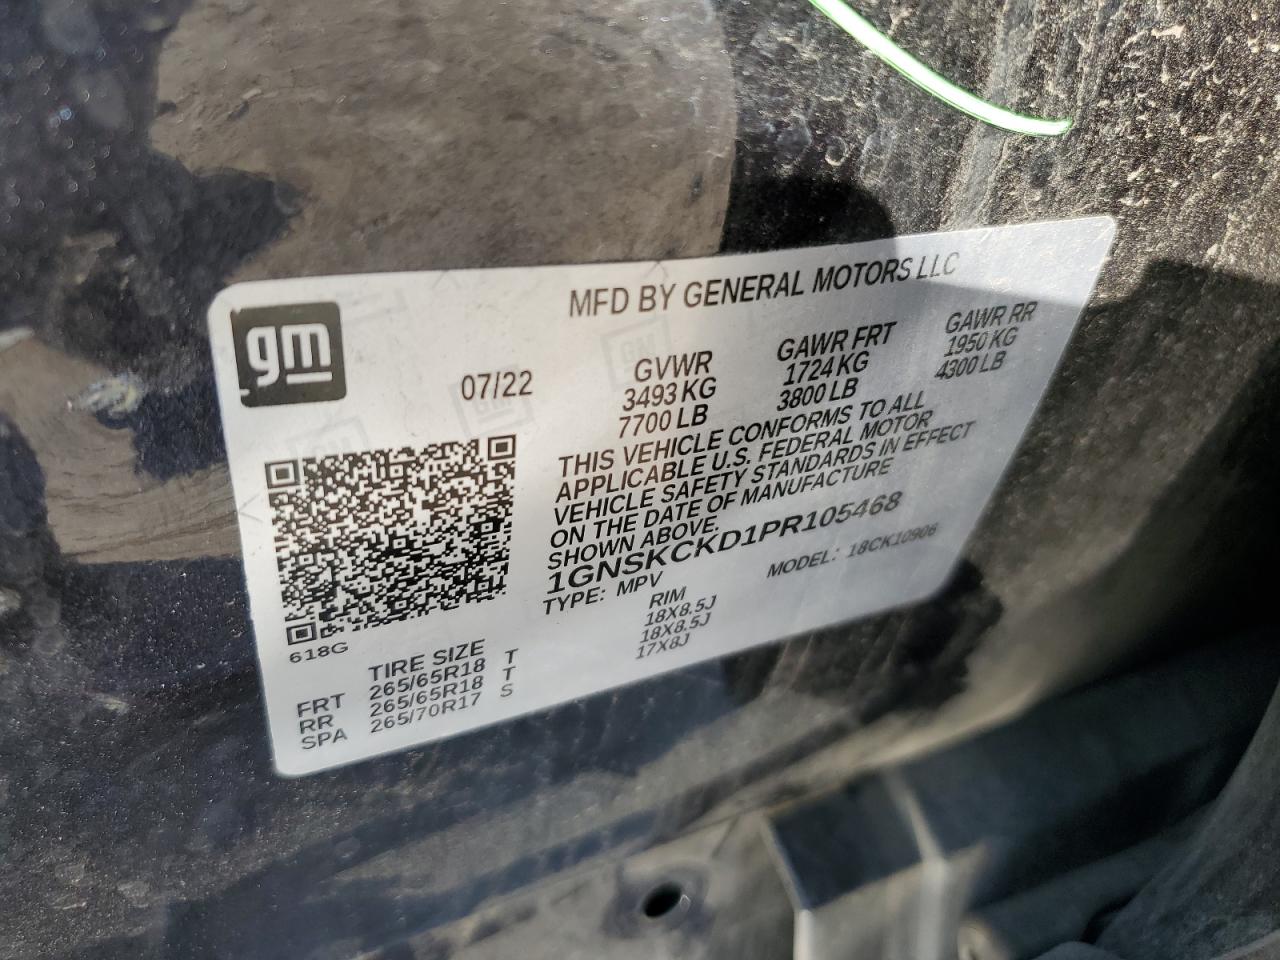 MFD BY GENERAL MOTORS LLC
gm
07/22
GVWR GAWR FRT GAWR RR
3493 KG 1724 KG 1950 KG
7700 LB 3800 LB 4300 LB
THIS VEHICLE CONFORMS TO ALL
APPLICABLE U.S. FEDERAL MOTOR
VEHICLE SAFETY STANDARDS IN EFFECT
ON THE DATE OF MANUFACTURE
SHOWN ABOVE.
1GNSKCKD1PR105468
TYPE: MPV MODEL: 18CK10906
618G
TIRE SIZE RIM
FRT 265/65R18 T 18X8.5J
RR 265/65R18 T 18X8.5J
SPA 265/70R17 S 17X8J